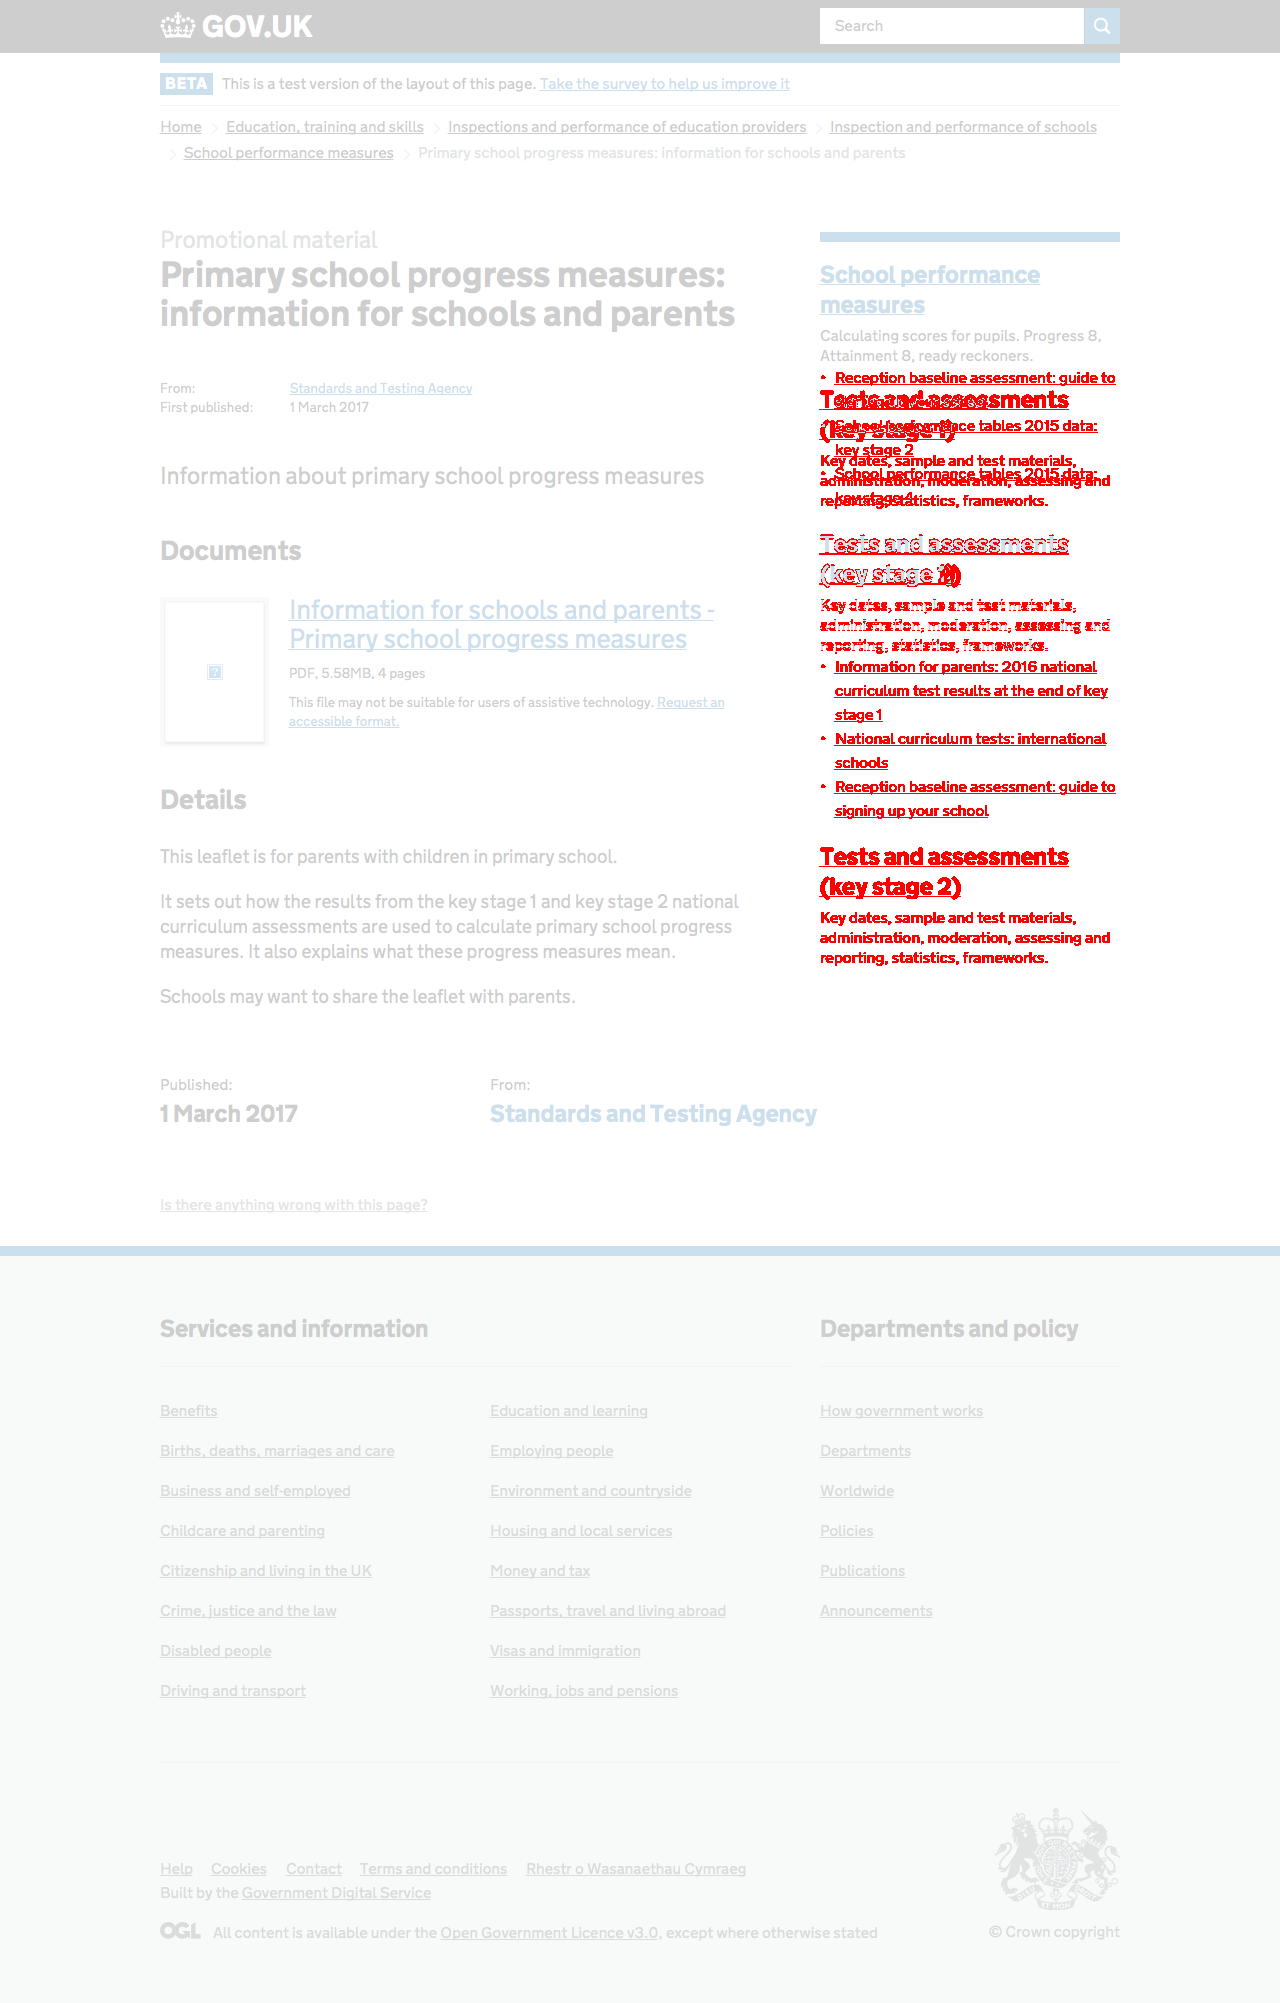 GOV.UK
Search
BETA This is a test version of the layout of this page. Take the survey to help us improve it
Home Education, training and skills Inspections and performance of education providers Inspection and performance of schools
School performance measures Primary school progress measures: information for schools and parents
Promotional material
Primary school progress measures:
information for schools and parents
From: Standards and Testing Agency
First published: 1 March 2017
Information about primary school progress measures
Documents
Information for schools and parents -
Primary school progress measures
PDF, 5.58MB, 4 pages
This file may not be suitable for users of assistive technology. Request an
accessible format.
Details
This leaflet is for parents with children in primary school.
It sets out how the results from the key stage 1 and key stage 2 national
curriculum assessments are used to calculate primary school progress
measures. It also explains what these progress measures mean.
Schools may want to share the leaflet with parents.
Published:
1 March 2017
From:
Standards and Testing Agency
Is there anything wrong with this page?
School performance
measures
Calculating scores for pupils. Progress 8,
Attainment 8, ready reckoners.
• Reception baseline assessment: guide to
Tests and assessments
(key stage 1)
• School performance tables 2015 data:
key stage 2
Key dates, sample and test materials,
• School performance tables 2015 data:
administration, moderation, assessing and
key stage 4
reporting, statistics, frameworks.
Tests and assessments
(key stage
Key dates, sample and test materials,
administration, moderation, assessing and
reporting, statistics, frameworks.
• Information for parents: 2016 national
curriculum test results at the end of key
stage 1
• National curriculum tests: international
schools
• Reception baseline assessment: guide to
signing up your school
Tests and assessments
(key stage 2)
Key dates, sample and test materials,
administration, moderation, assessing and
reporting, statistics, frameworks.
Services and information
Benefits
Births, deaths, marriages and care
Business and self-employed
Childcare and parenting
Citizenship and living in the UK
Crime, justice and the law
Disabled people
Driving and transport
Education and learning
Employing people
Environment and countryside
Housing and local services
Money and tax
Passports, travel and living abroad
Visas and immigration
Working, jobs and pensions
Departments and policy
How government works
Departments
Worldwide
Policies
Publications
Announcements
Help Cookies Contact Terms and conditions Rhestr o Wasanaethau Cymraeg
Built by the Government Digital Service
OGL All content is available under the Open Government Licence v3.0, except where otherwise stated
© Crown copyright